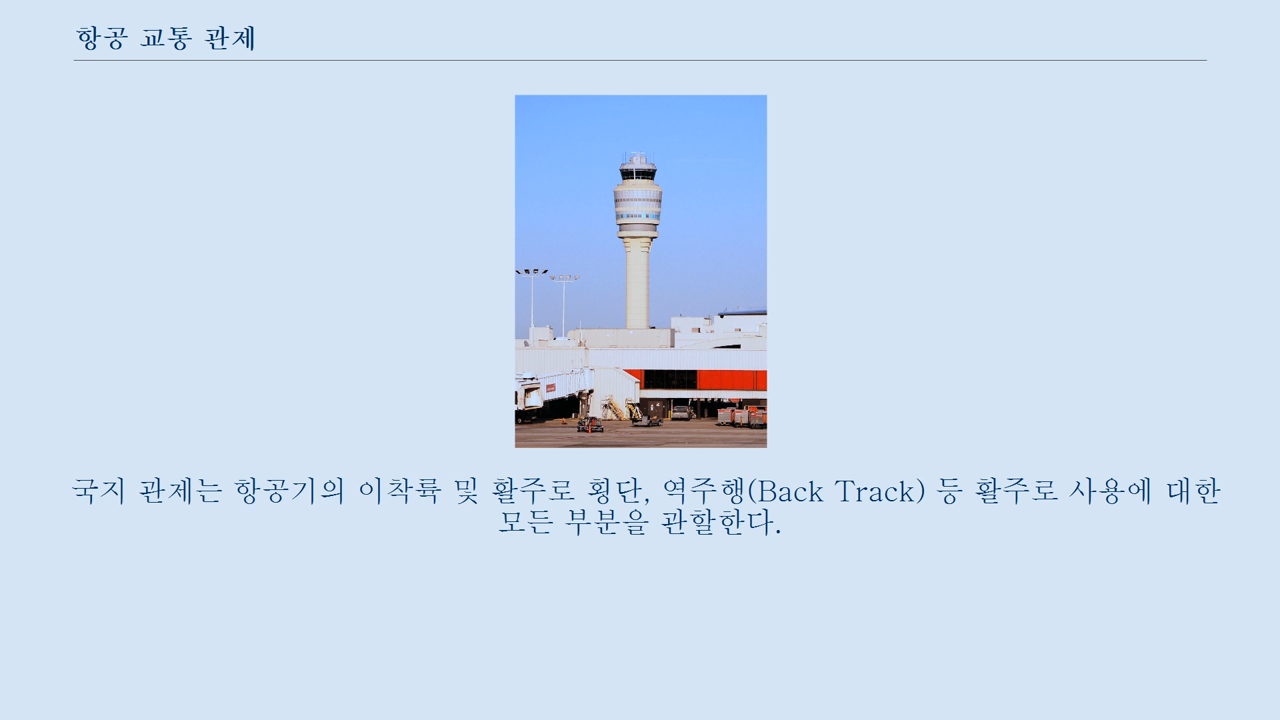 항공 교통 관제
국지 관제는 항공기의 이착륙 및 활주로 횡단, 역주행(Back Track) 등 활주로 사용에 대한
모든 부분을 관할한다.